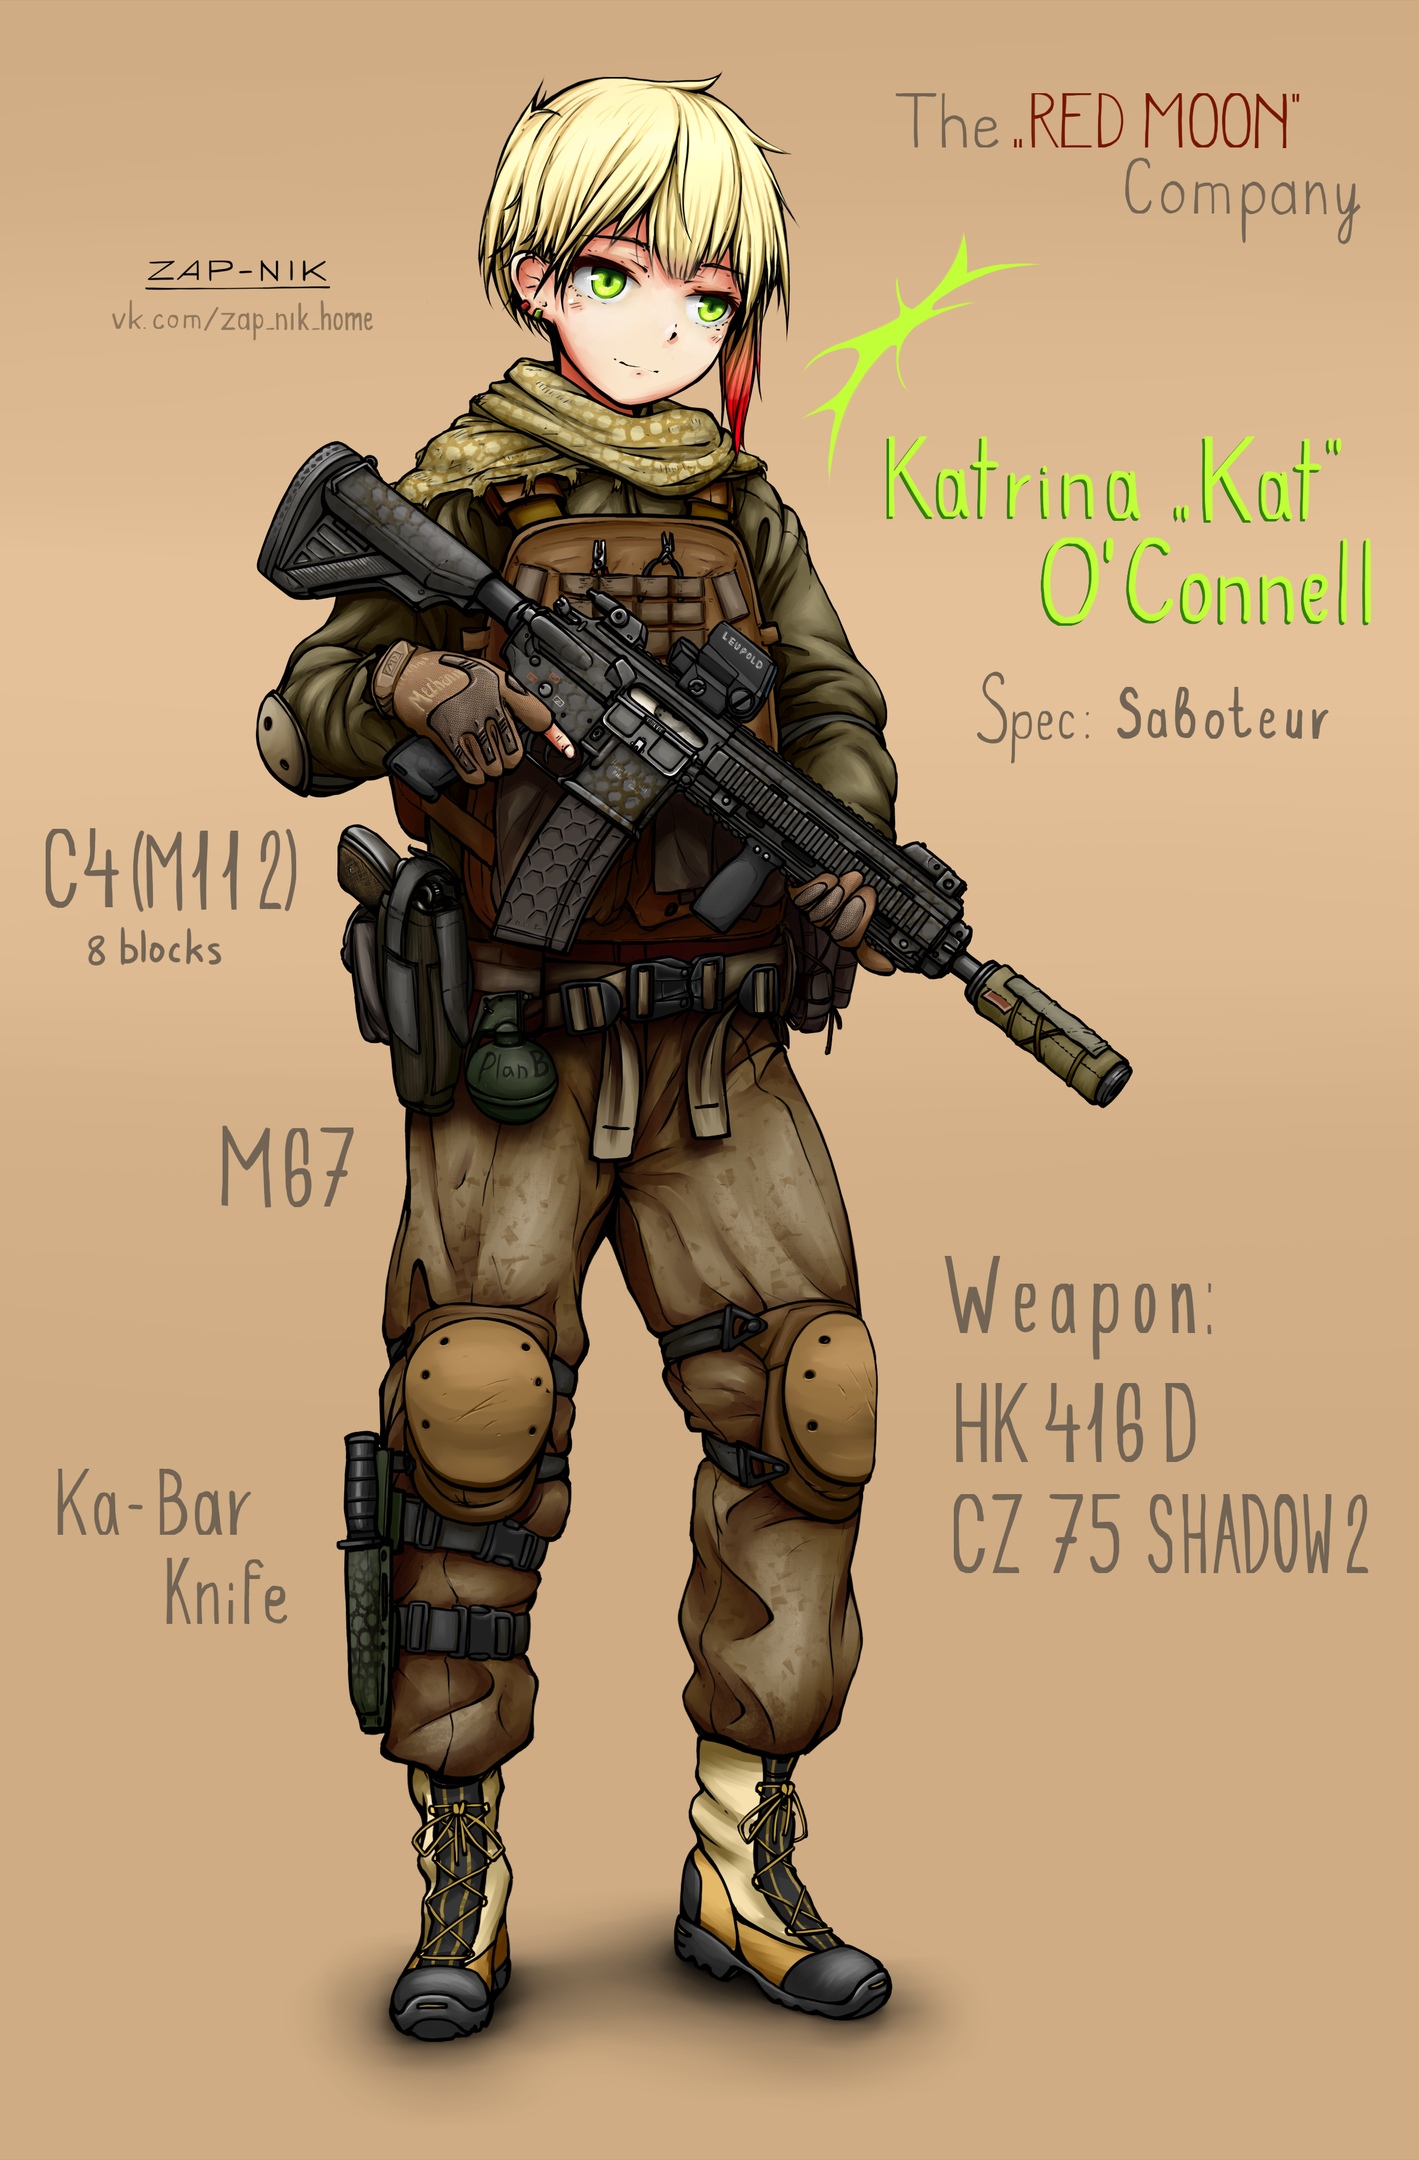 The „RED MOON“
Company
ZAP-NIK
vk.com/zap_nik_home
Katrina „Kat“
O'Connell
Spec: Saboteur
LEUPOLD
Mechanix
C4(M112)
8 blocks
Plan B
M67
Weapon:
HK 416 D
CZ 75 SHADOW 2
Ka-Bar
Knife